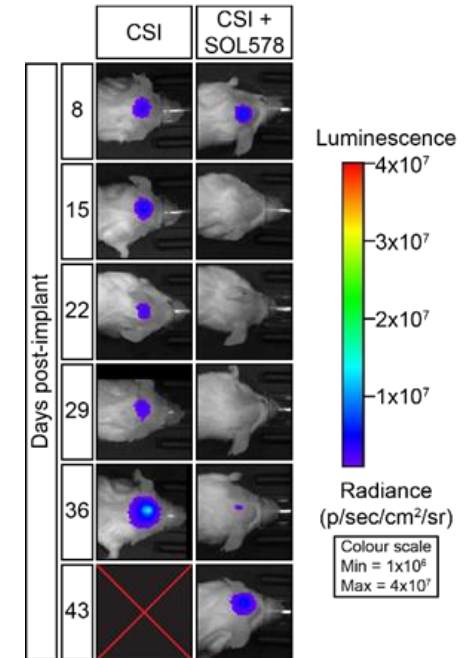 CSI
CSI +
SOL578
Days post-implant
8
15
22
29
36
43
Luminescence
4x10⁷
3x10⁷
2x10⁷
1x10⁷
Radiance
(p/sec/cm²/sr)
Colour scale
Min = 1x10⁶
Max = 4x10⁷